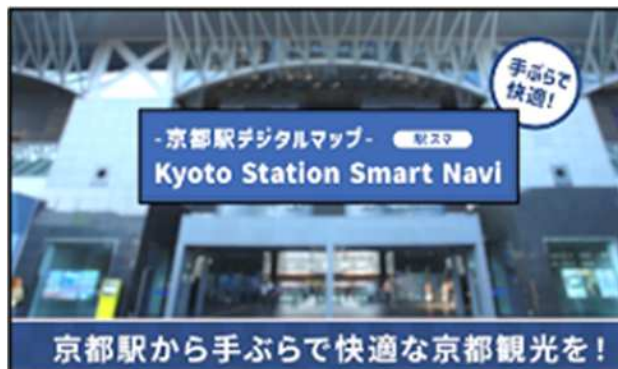 手ぶらで
快適！
-京都駅デジタルマップ- 駅スマ
Kyoto Station Smart Navi
京都駅から手ぶらで快適な京都観光を！